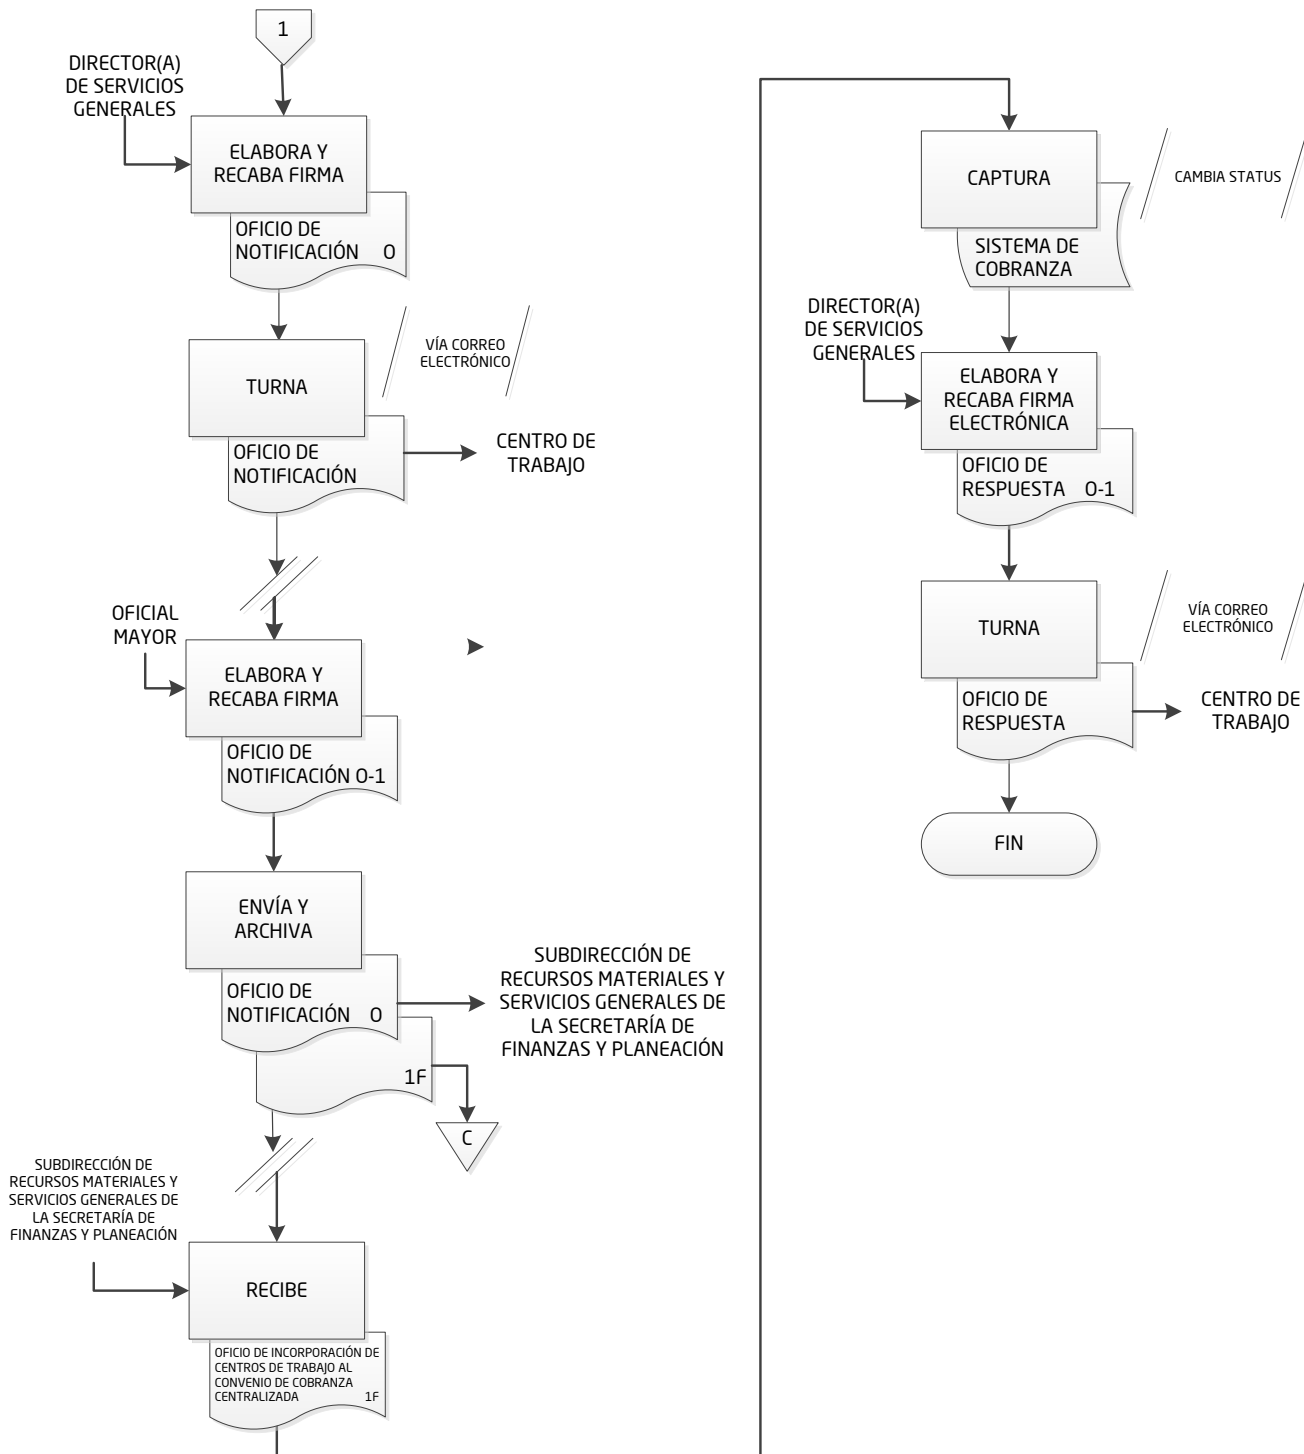 1
DIRECTOR(A)
DE SERVICIOS
GENERALES
ELABORA Y
RECABA FIRMA
OFICIO DE
NOTIFICACIÓN 0
TURNA
VÍA CORREO
ELECTRÓNICO
OFICIO DE
NOTIFICACIÓN
CENTRO DE
TRABAJO
OFICIAL
MAYOR
ELABORA Y
RECABA FIRMA
OFICIO DE
NOTIFICACIÓN 0-1
ENVÍA Y
ARCHIVA
OFICIO DE
NOTIFICACIÓN 0
SUBDIRECCIÓN DE
RECURSOS MATERIALES Y
SERVICIOS GENERALES DE
LA SECRETARÍA DE
FINANZAS Y PLANEACIÓN
1F
C
SUBDIRECCIÓN DE
RECURSOS MATERIALES Y
SERVICIOS GENERALES DE
LA SECRETARÍA DE
FINANZAS Y PLANEACIÓN
RECIBE
OFICIO DE INCORPORACIÓN DE
CENTROS DE TRABAJO AL
CONVENIO DE COBRANZA
CENTRALIZADA 1F
CAPTURA
CAMBIA STATUS
SISTEMA DE
COBRANZA
DIRECTOR(A)
DE SERVICIOS
GENERALES
ELABORA Y
RECABA FIRMA
ELECTRÓNICA
OFICIO DE
RESPUESTA 0-1
TURNA
VÍA CORREO
ELECTRÓNICO
OFICIO DE
RESPUESTA
CENTRO DE
TRABAJO
FIN